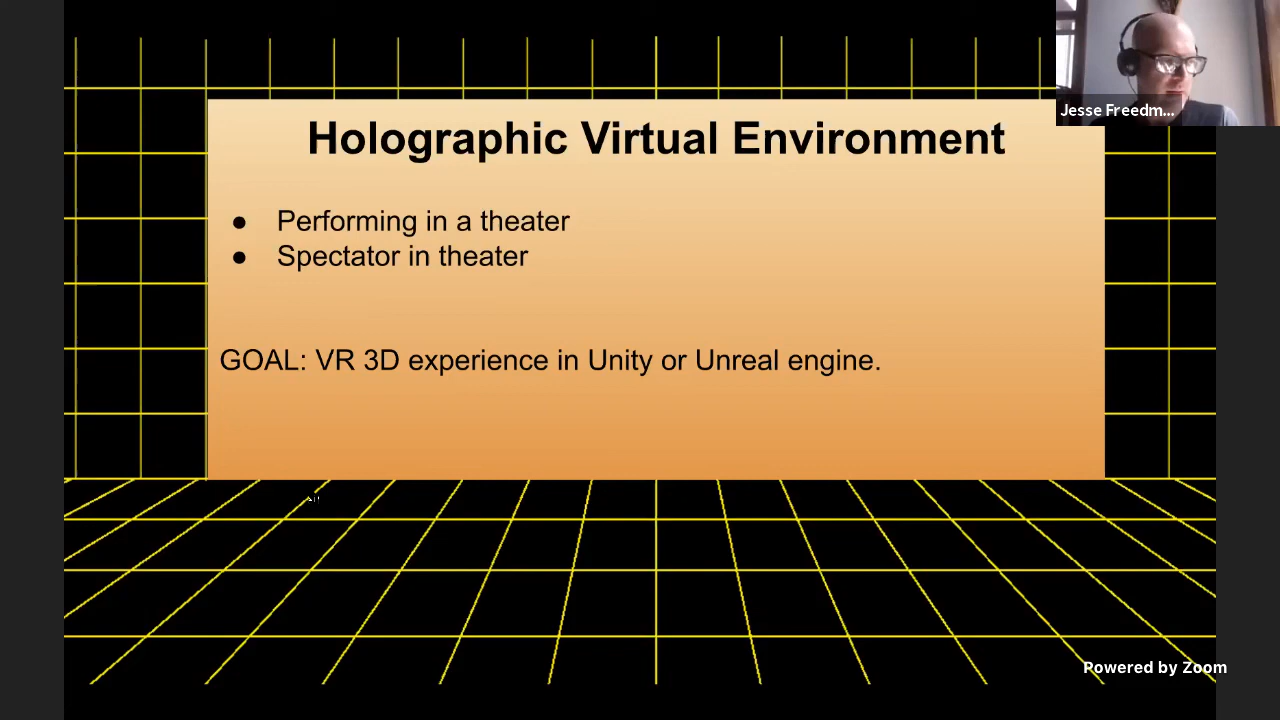 Holographic Virtual Environment
● Performing in a theater
● Spectator in theater
GOAL: VR 3D experience in Unity or Unreal engine.
Jesse Freedm...
Powered by Zoom